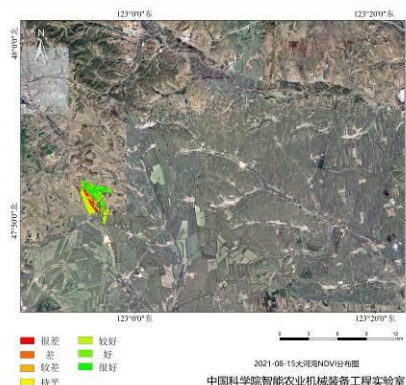 123°0'0"东 123°20'0"东
48°0'0"北
N
47°50'0"北
123°0'0"东 123°20'0"东
很差 较好
差 好
较差 很好
持平
0 3 6 9 12
2021-08-15大河湾NDVI分布图
中国科学院智能农业机械装备工程实验室